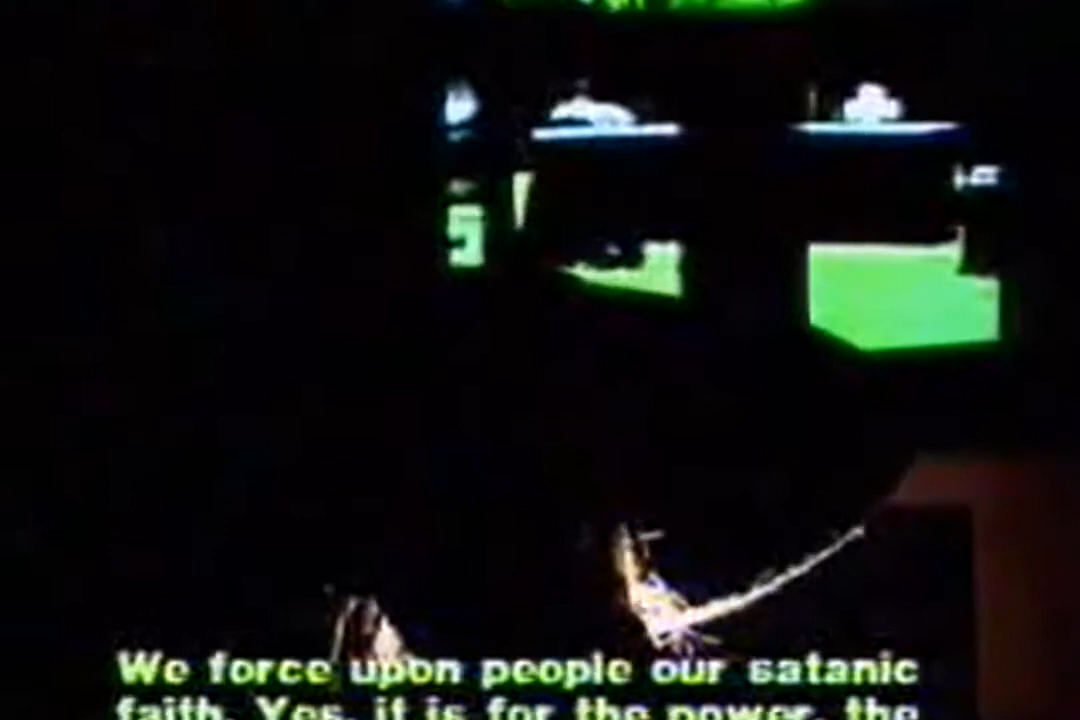 We force upon people our satanic
faith. Yes, it is for the power, the